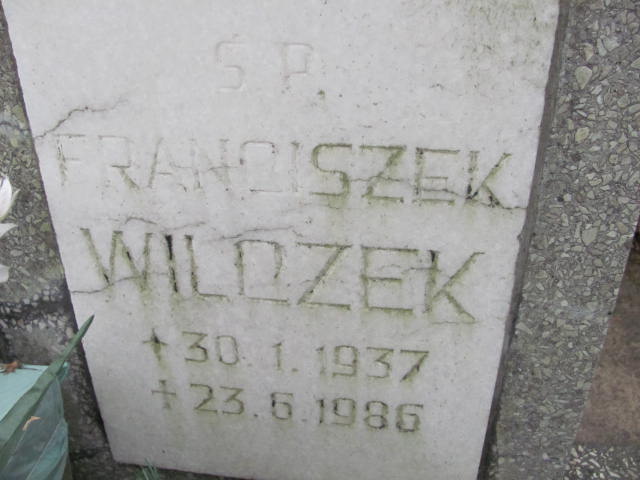 Ś P
FRANCISZEK
WILCZEK
30.1.1937
✝ 23.6.1986